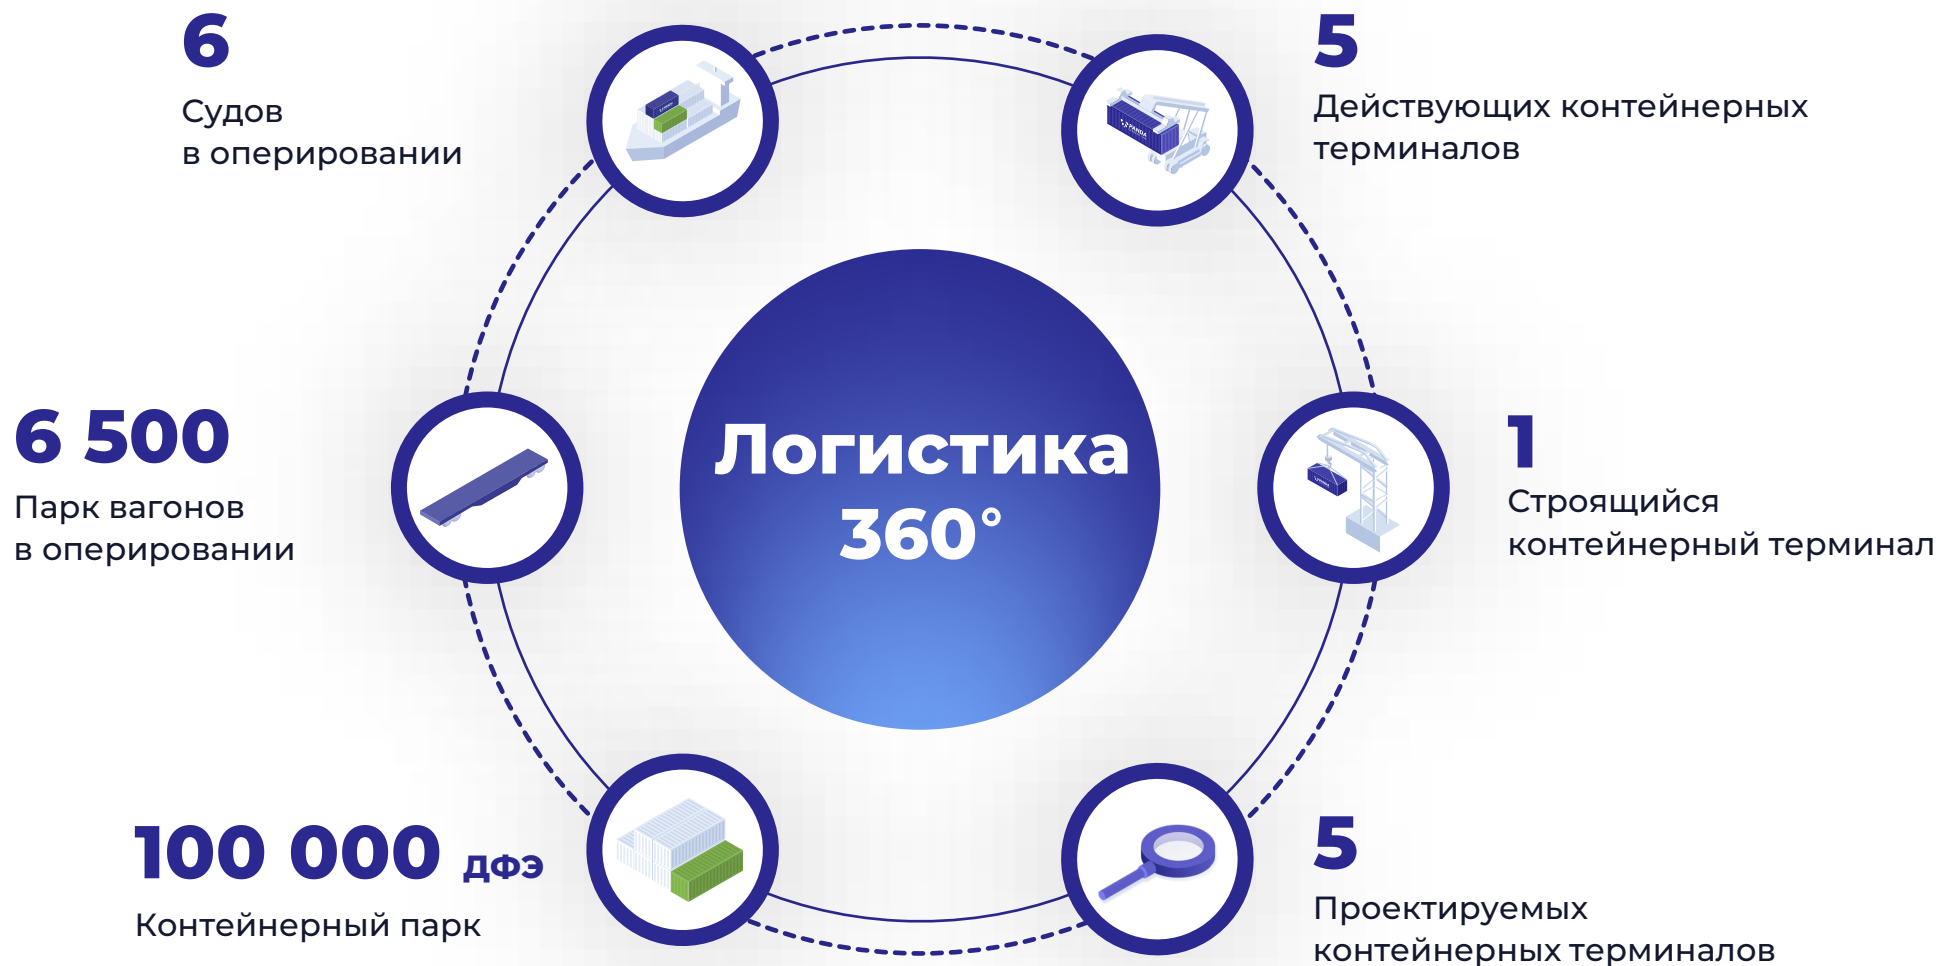 6
Судов
в оперировании
5
Действующих контейнерных
терминалов
PANDA
Логистика
360°
6 500
Парк вагонов
в оперировании
1
Строящийся
контейнерный терминал
100 000 ДФЭ
Контейнерный парк
5
Проектируемых
контейнерных терминалов